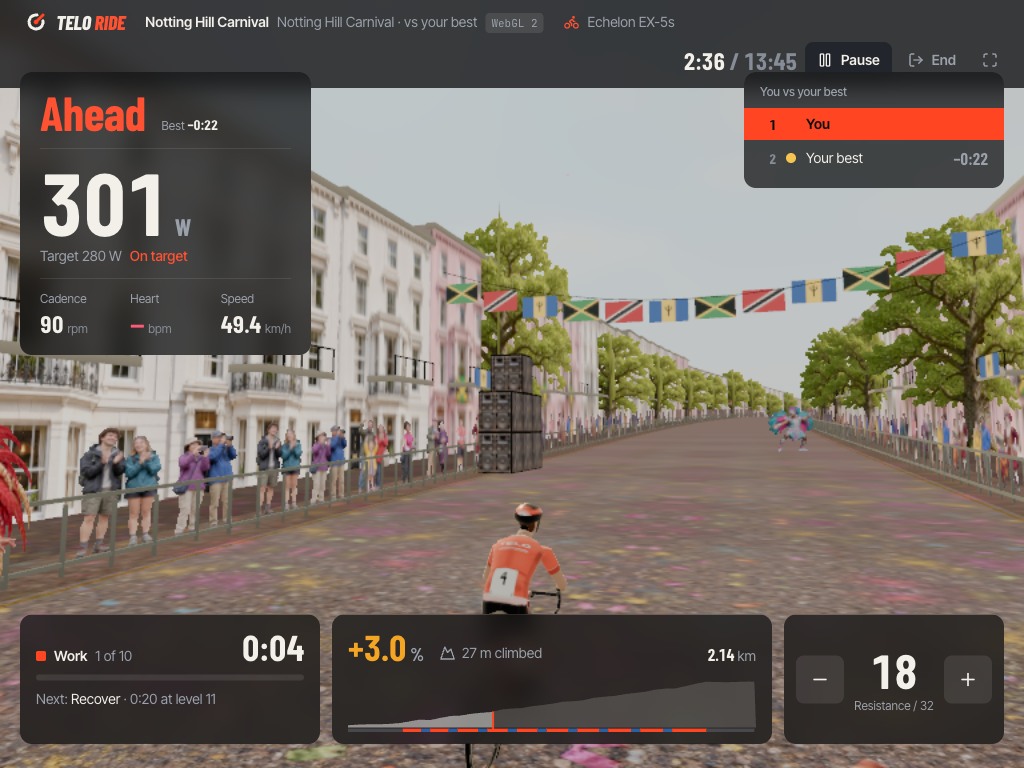 TELO RIDE Notting Hill Carnival Notting Hill Carnival · vs your best WebGL 2 Echelon EX-5s
2:36 / 13:45 Pause End
Ahead Best −0:22
301 W
Target 280 W On target
Cadence Heart Speed
90 rpm — bpm 49.4 km/h
You vs your best
1 You
2 Your best −0:22
TELO
4
Work 1 of 10 0:04
Next: Recover · 0:20 at level 11
+3.0 % 27 m climbed 2.14 km
− 18 +
Resistance / 32